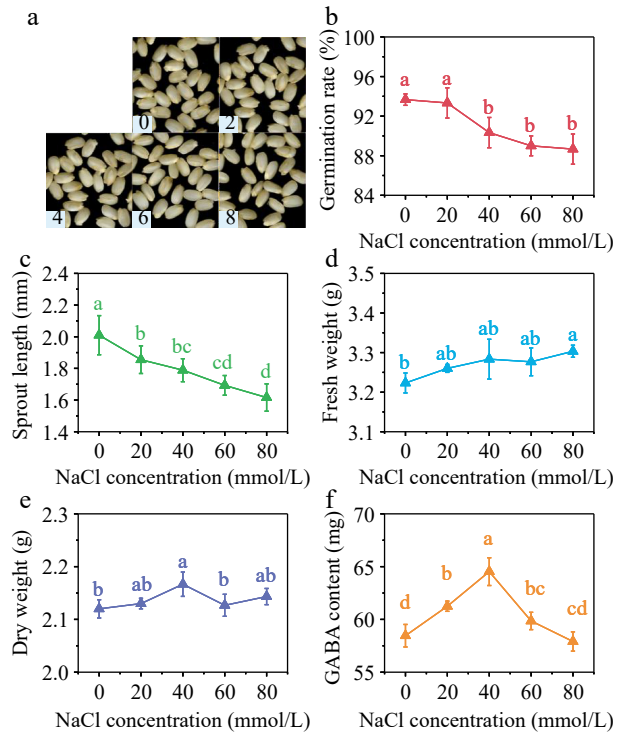 a
0
2
4
6
8
b
Germination rate (%)
100
96
92
88
84
a
a
b
b
b
0 20 40 60 80
NaCl concentration (mmol/L)
c
Sprout length (mm)
2.4
2.2
2.0
1.8
1.6
1.4
a
b
bc
cd
d
0 20 40 60 80
NaCl concentration (mmol/L)
d
Fresh weight (g)
3.5
3.4
3.3
3.2
3.1
b
ab
ab
ab
a
0 20 40 60 80
NaCl concentration (mmol/L)
e
Dry weight (g)
2.3
2.2
2.1
2.0
b
ab
a
b
ab
0 20 40 60 80
NaCl concentration (mmol/L)
f
GABA content (mg)
70
65
60
55
d
b
a
bc
cd
0 20 40 60 80
NaCl concentration (mmol/L)